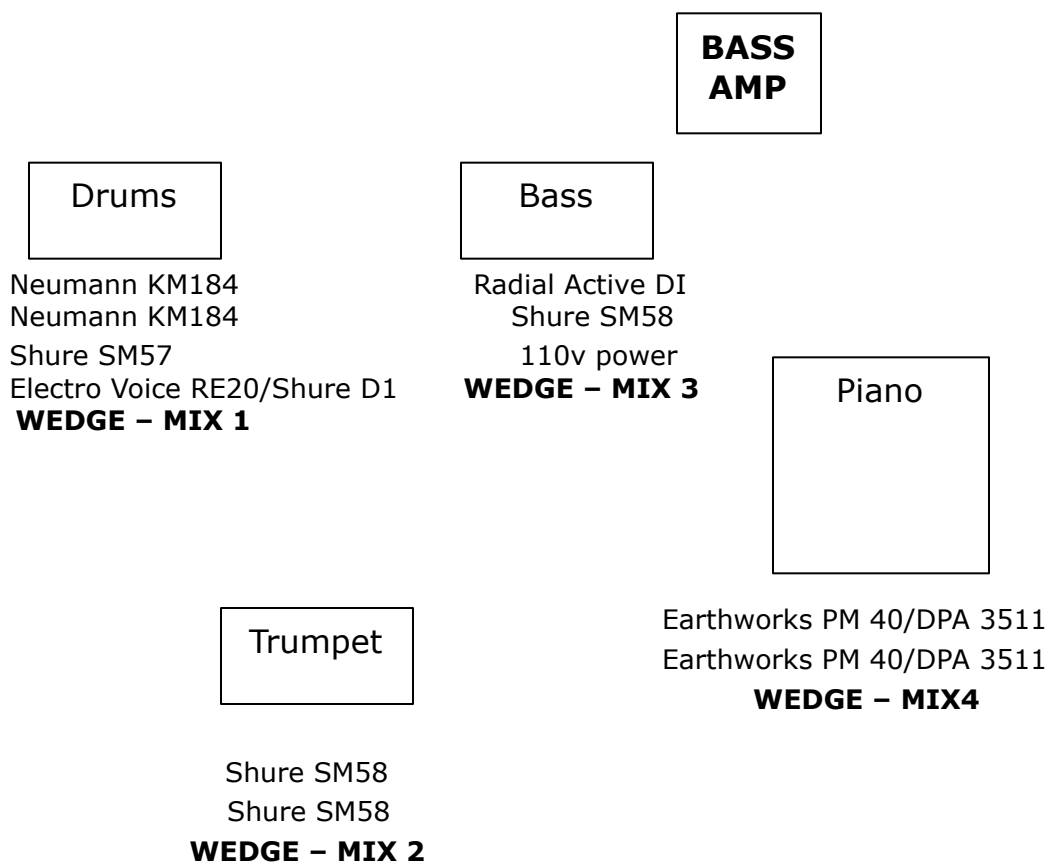 BASS
AMP
Drums
Neumann KM184
Neumann KM184
Shure SM57
Electro Voice RE20/Shure D1
WEDGE – MIX 1
Bass
Radial Active DI
Shure SM58
110v power
WEDGE – MIX 3
Piano
Earthworks PM 40/DPA 3511
Earthworks PM 40/DPA 3511
WEDGE – MIX4
Trumpet
Shure SM58
Shure SM58
WEDGE – MIX 2